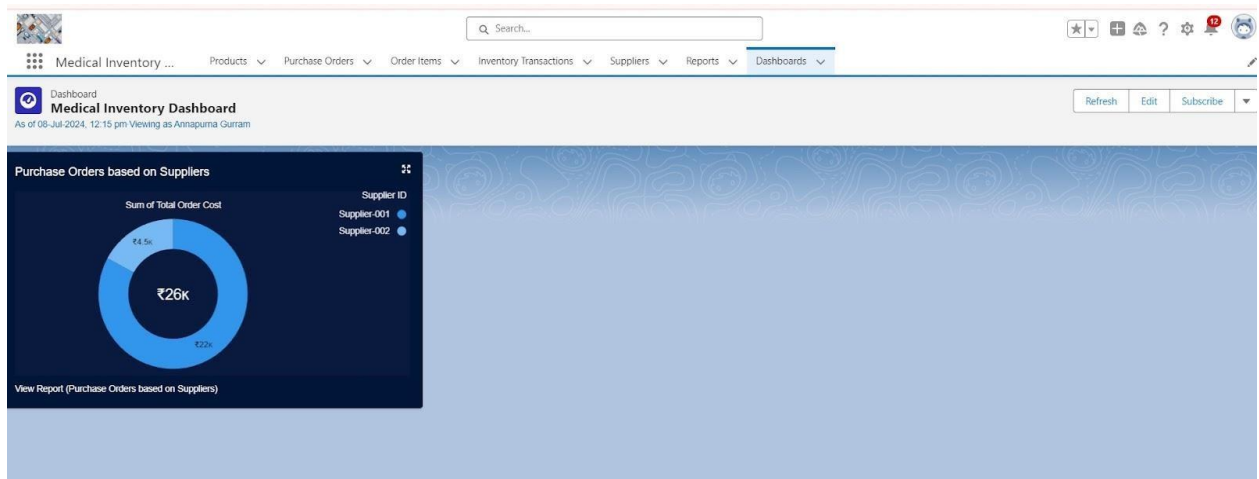 Search...
12
Medical Inventory ... Products Purchase Orders Order Items Inventory Transactions Suppliers Reports Dashboards
Dashboard
Medical Inventory Dashboard
As of 08-Jul-2024, 12:15 pm·Viewing as Annapurna Gurram
Refresh Edit Subscribe
Purchase Orders based on Suppliers
Sum of Total Order Cost
Supplier ID
Supplier-001
Supplier-002
₹4.5K
₹26K
₹22K
View Report (Purchase Orders based on Suppliers)